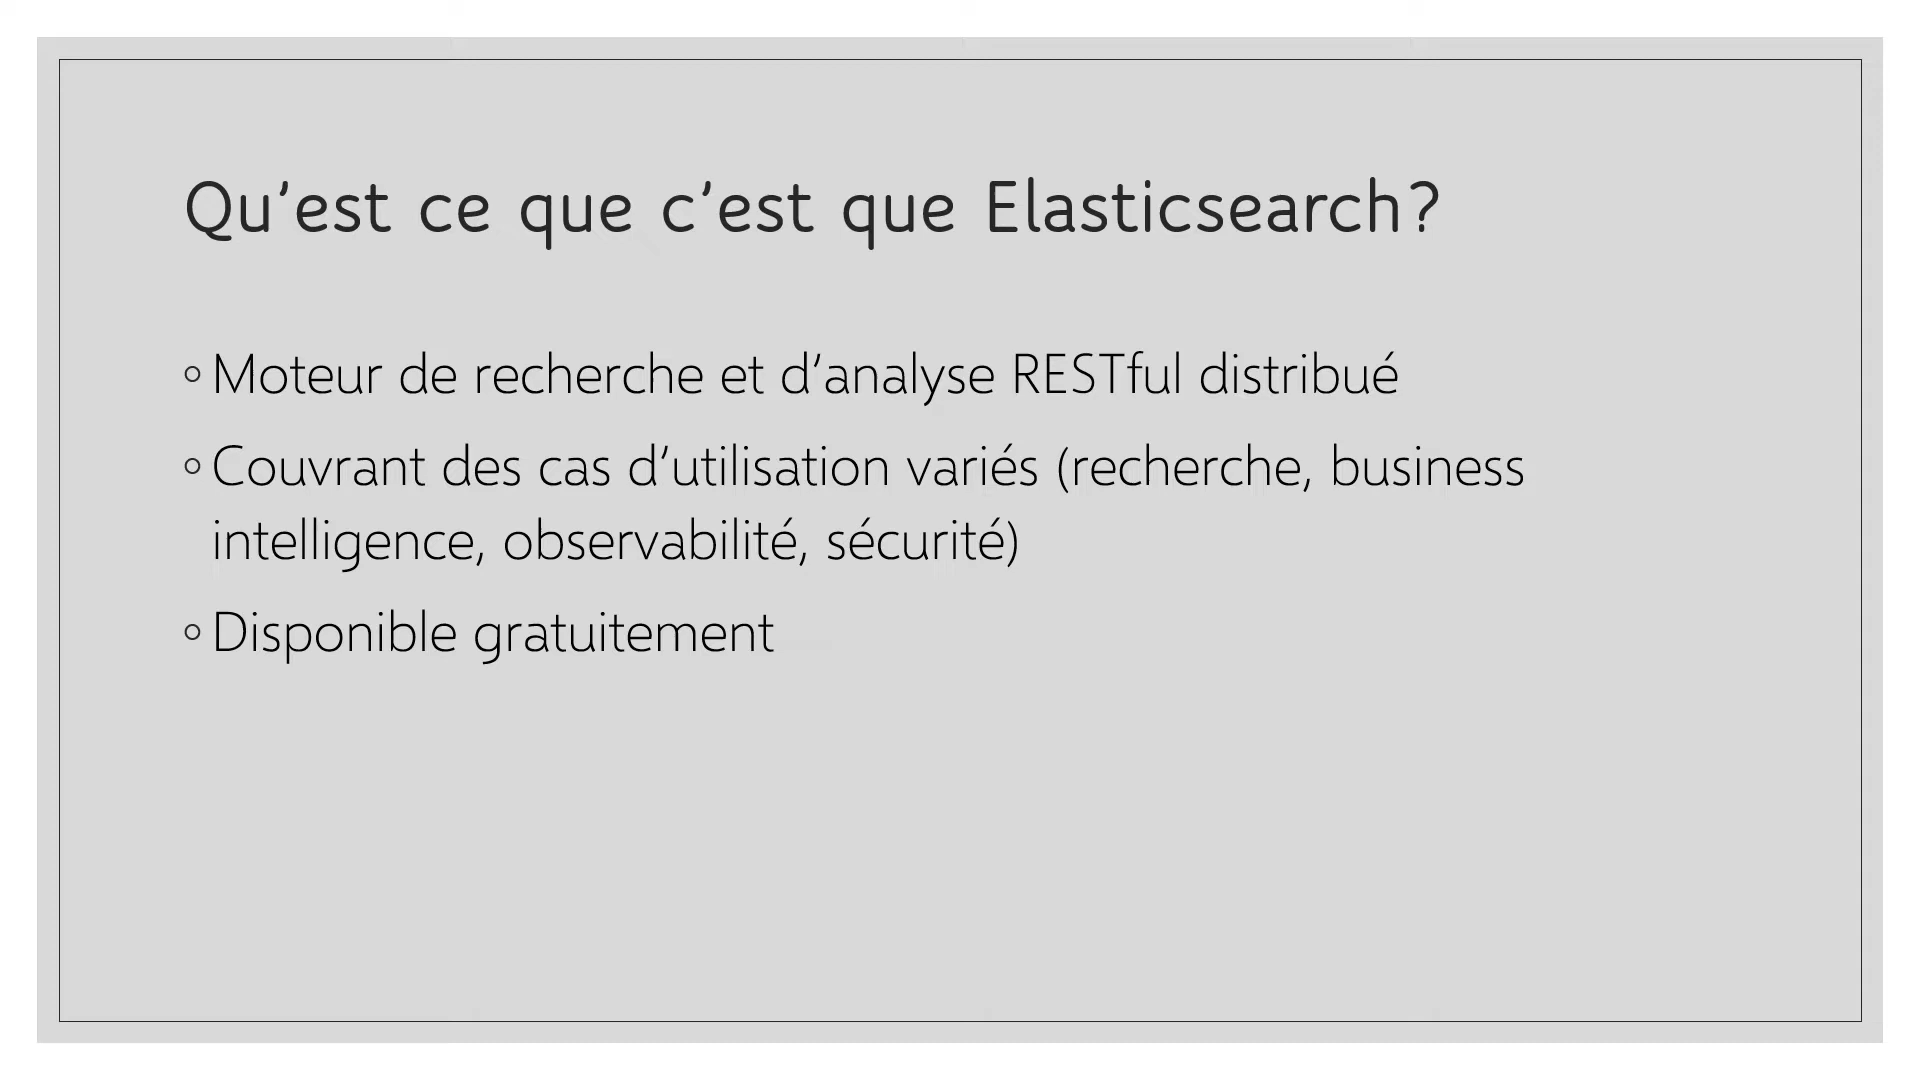 Qu’est ce que c’est que Elasticsearch?
◦ Moteur de recherche et d’analyse RESTful distribué
◦ Couvrant des cas d’utilisation variés (recherche, business
intelligence, observabilité, sécurité)
◦ Disponible gratuitement